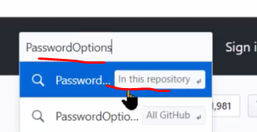 PasswordOptions
Sign i
Password... In this repository ↵
,981
PasswordOptio... All GitHub ↵